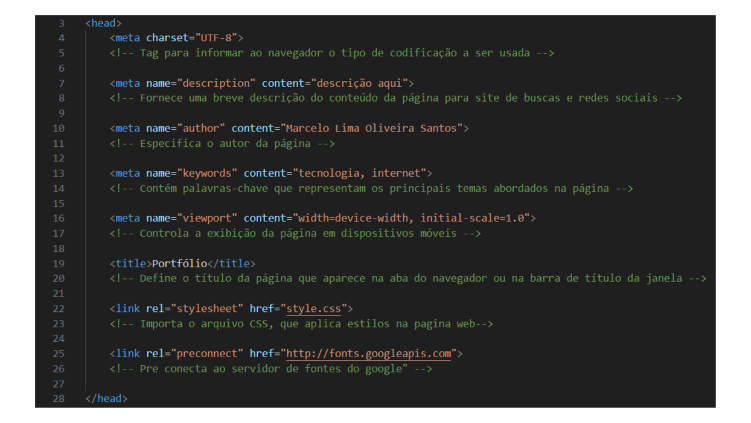 3 <head>
4 <meta charset="UTF-8">
5 <!-- Tag para informar ao navegador o tipo de codificação a ser usada -->
6
7 <meta name="description" content="descrição aqui">
8 <!-- Fornece uma breve descrição do conteúdo da página para site de buscas e redes sociais -->
9
10 <meta name="author" content="Marcelo Lima Oliveira Santos">
11 <!-- Especifica o autor da página -->
12
13 <meta name="keywords" content="tecnologia, internet">
14 <!-- Contém palavras-chave que representam os principais temas abordados na página -->
15
16 <meta name="viewport" content="width=device-width, initial-scale=1.0">
17 <!-- Controla a exibição da página em dispositivos móveis -->
18
19 <title>Portfólio</title>
20 <!-- Define o título da página que aparece na aba do navegador ou na barra de título da janela -->
21
22 <link rel="stylesheet" href="style.css">
23 <!-- Importa o arquivo CSS, que aplica estilos na pagina web-->
24
25 <link rel="preconnect" href="http://fonts.googleapis.com">
26 <!-- Pre conecta ao servidor de fontes do google" -->
27
28 </head>